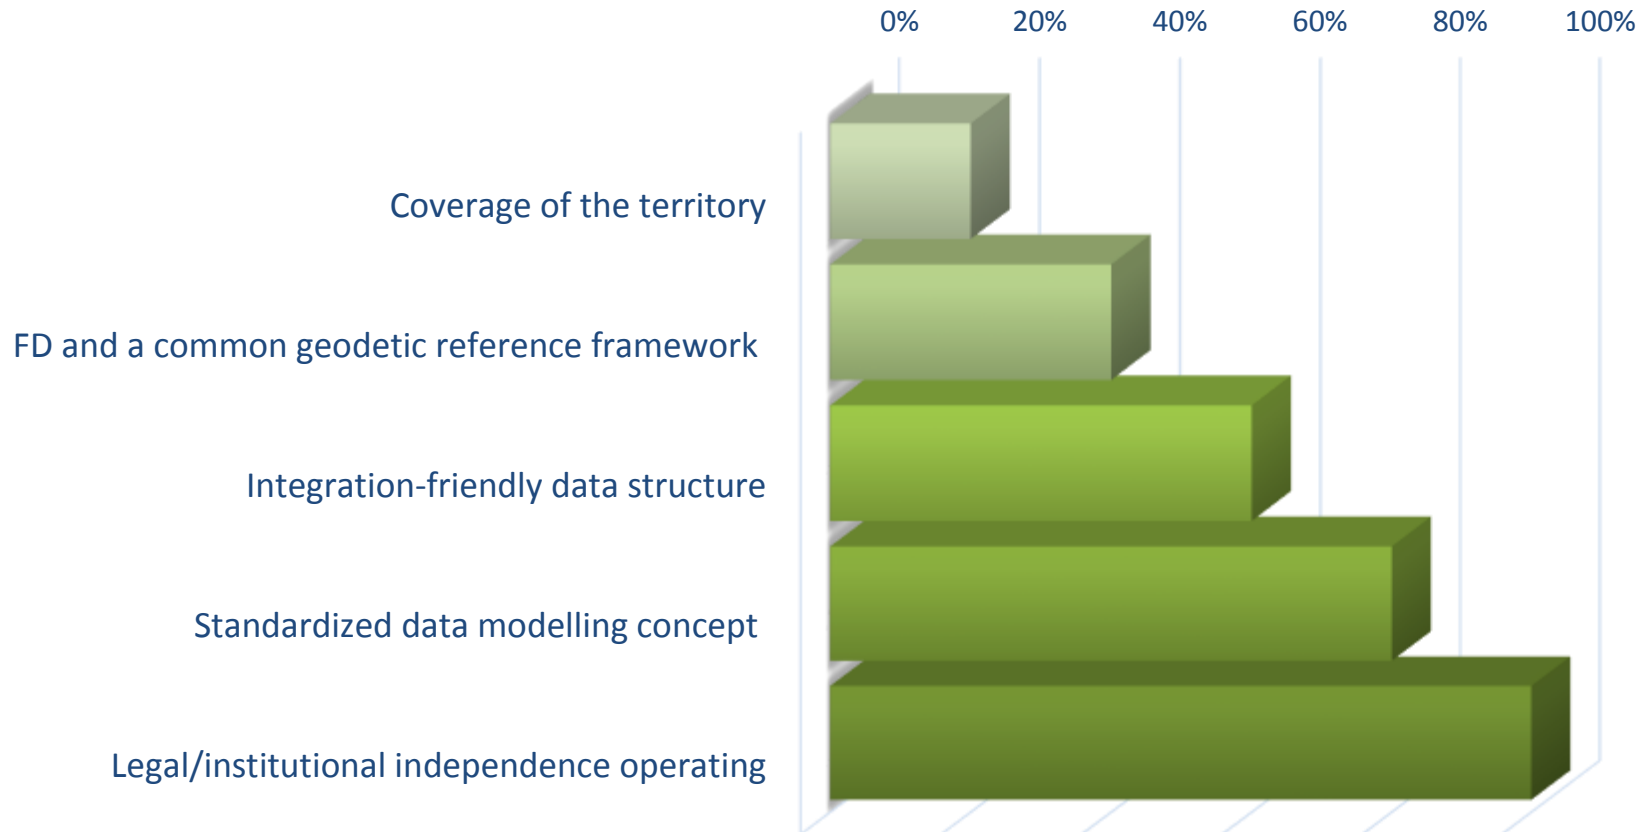 0% 20% 40% 60% 80% 100%
Coverage of the territory
FD and a common geodetic reference framework
Integration-friendly data structure
Standardized data modelling concept
Legal/institutional independence operating